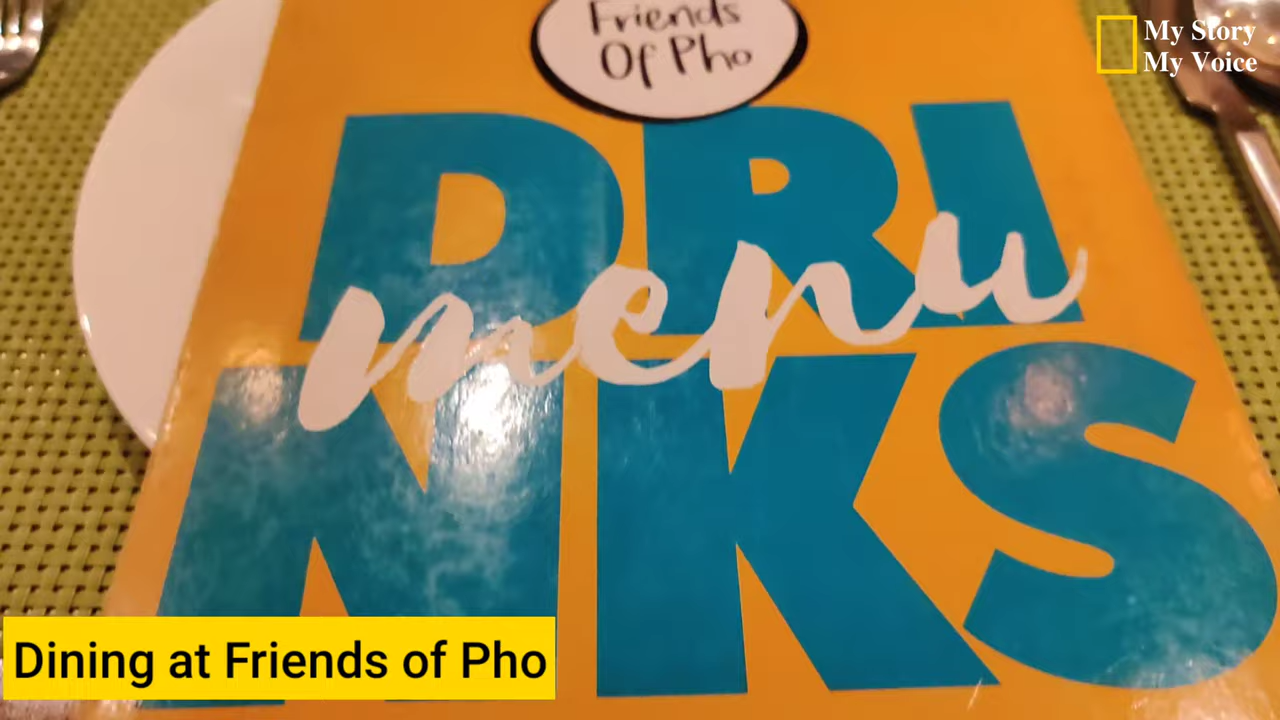 Friends
Of Pho
My Story
My Voice
DRI
menu
NKS
Dining at Friends of Pho